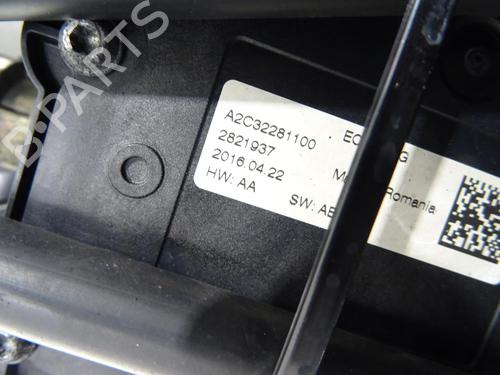 A2C32281100
2821937
2016.04.22
HW: AA
SW: AB
Romania
B-PARTS